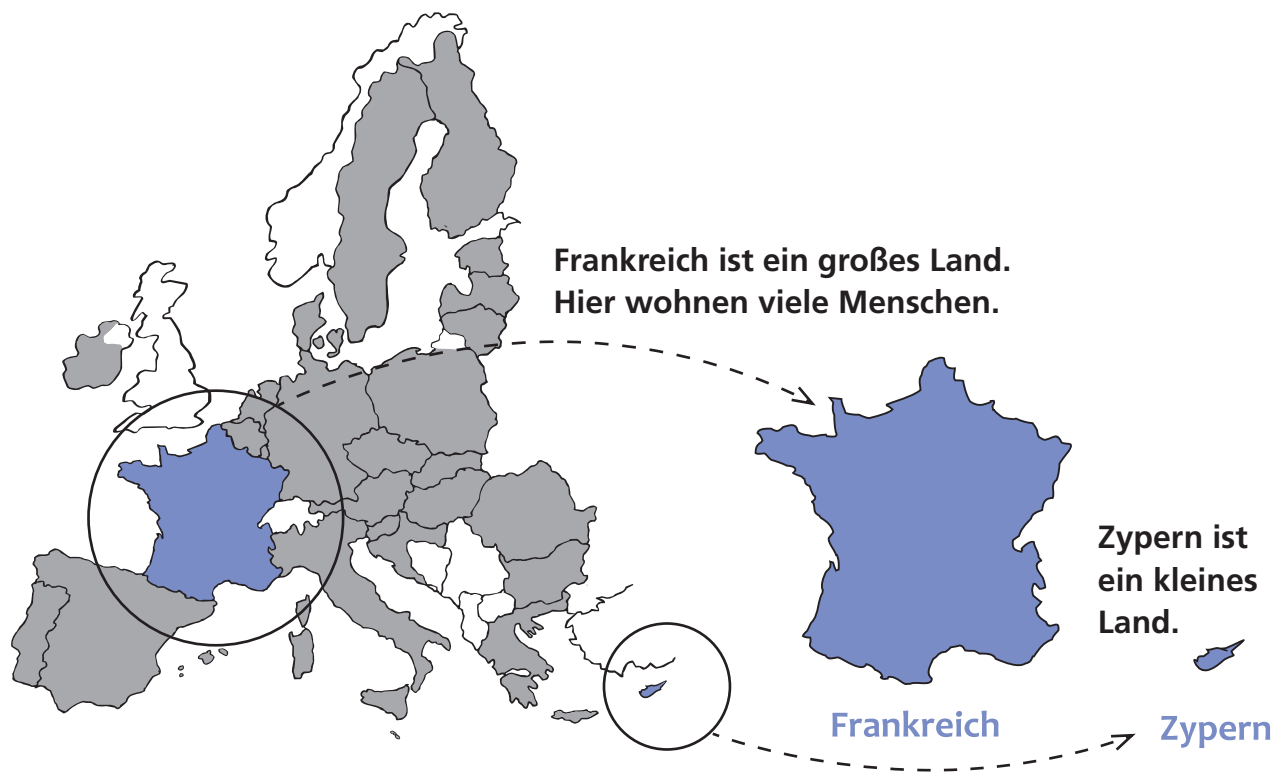 Frankreich ist ein großes Land.
Hier wohnen viele Menschen.
Zypern ist
ein kleines
Land.
Frankreich
Zypern